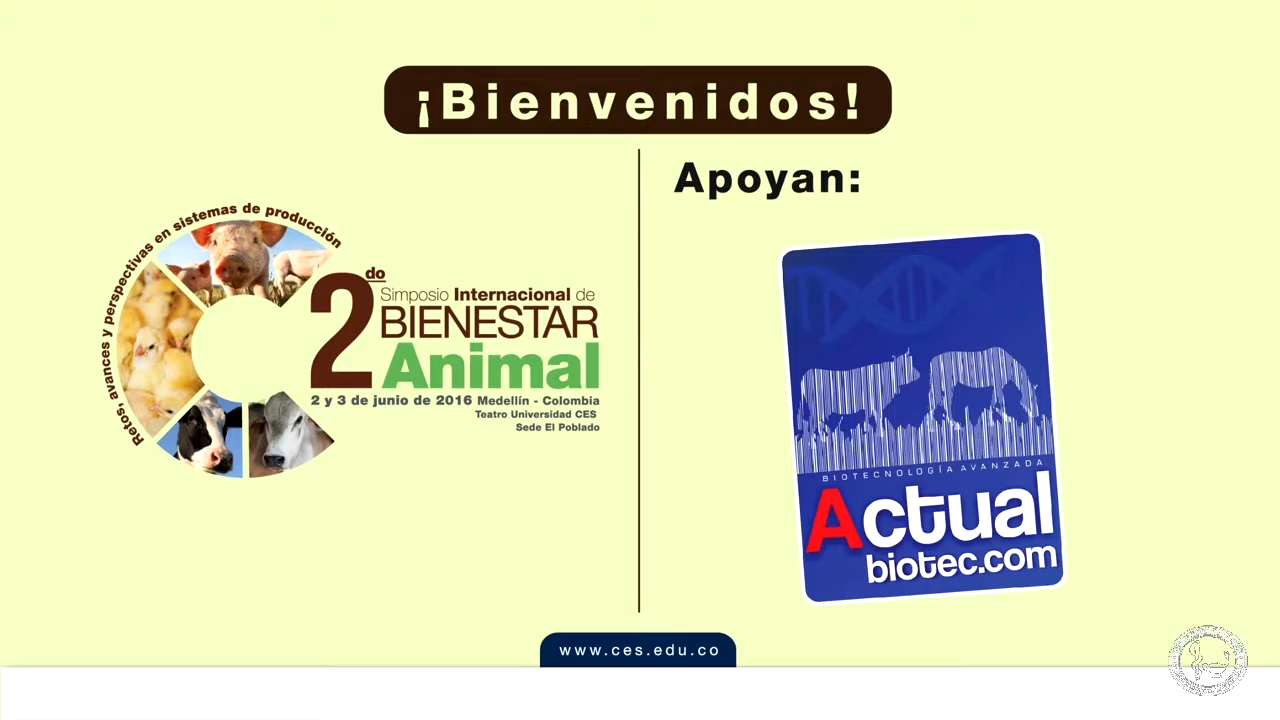 ¡Bienvenidos!
Retos, avances y perspectivas en sistemas de producción
2do
Simposio Internacional de
BIENESTAR
Animal
2 y 3 de junio de 2016 Medellín - Colombia
Teatro Universidad CES
Sede El Poblado
Apoyan:
BIOTECNOLOGÍA AVANZADA
Actual
biotec.com
www.ces.edu.co